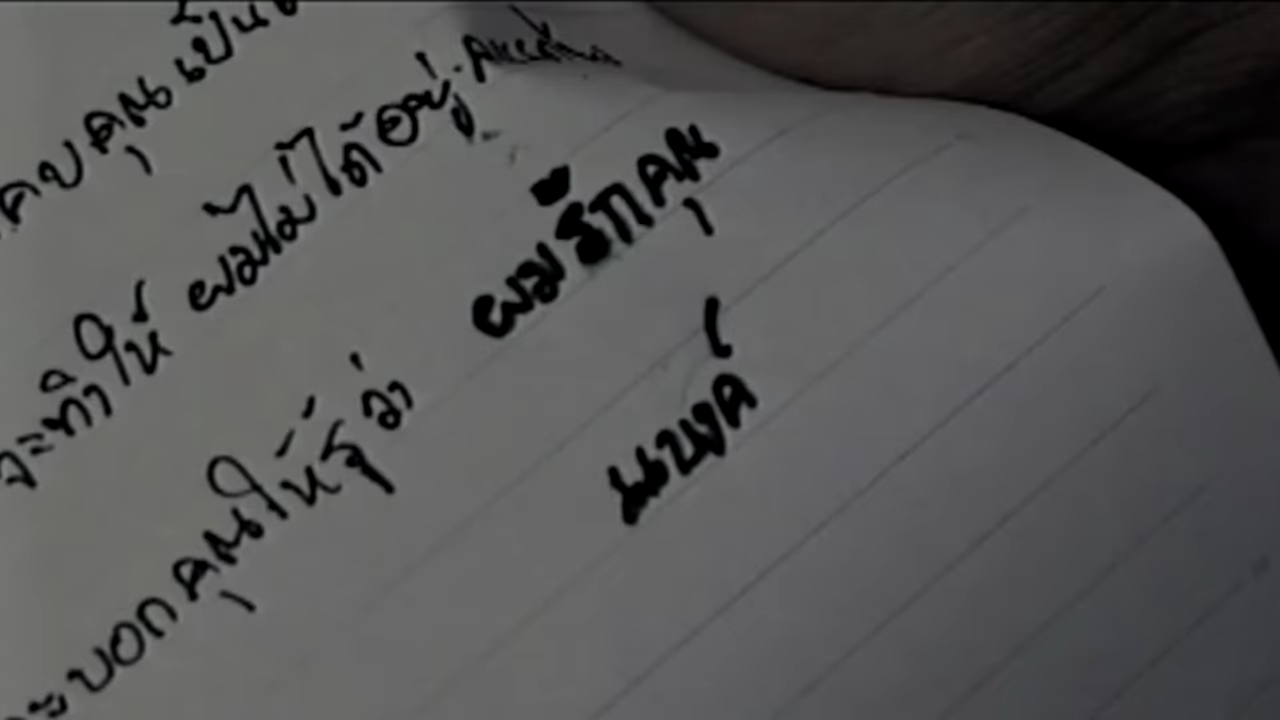 คบคุณเป็น
จะทำให้ ผมไม่ได้อยู่
จะบอกคุณให้รู้ว่า ผมรักคุณ
แบงค์